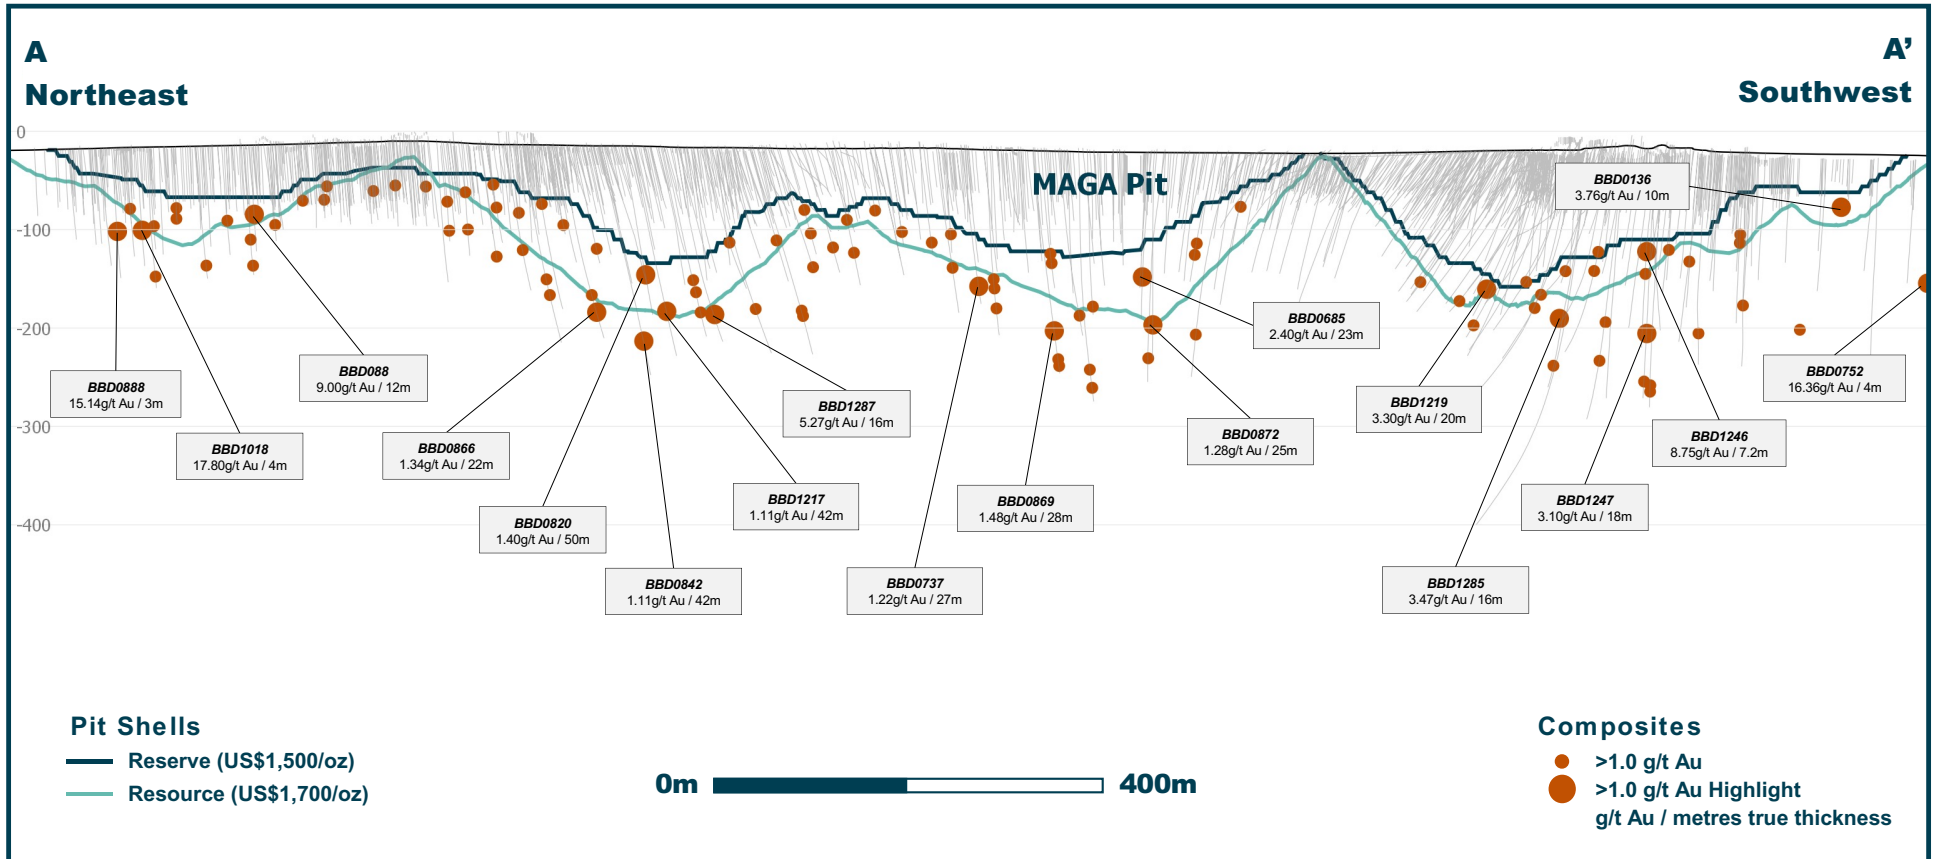 A
A'
Northeast
Southwest
0
-100
-200
-300
-400
MAGA Pit
BBD0136
3.76g/t Au / 10m
BBD0685
2.40g/t Au / 23m
BBD088
9.00g/t Au / 12m
BBD0752
16.36g/t Au / 4m
BBD0888
15.14g/t Au / 3m
BBD1287
5.27g/t Au / 16m
BBD1219
3.30g/t Au / 20m
BBD1018
17.80g/t Au / 4m
BBD0866
1.34g/t Au / 22m
BBD0872
1.28g/t Au / 25m
BBD1246
8.75g/t Au / 7.2m
BBD1217
1.11g/t Au / 42m
BBD0869
1.48g/t Au / 28m
BBD1247
3.10g/t Au / 18m
BBD0820
1.40g/t Au / 50m
BBD0842
1.11g/t Au / 42m
BBD0737
1.22g/t Au / 27m
BBD1285
3.47g/t Au / 16m
Pit Shells
Reserve (US$1,500/oz)
Resource (US$1,700/oz)
0m
400m
Composites
>1.0 g/t Au
>1.0 g/t Au Highlight
g/t Au / metres true thickness